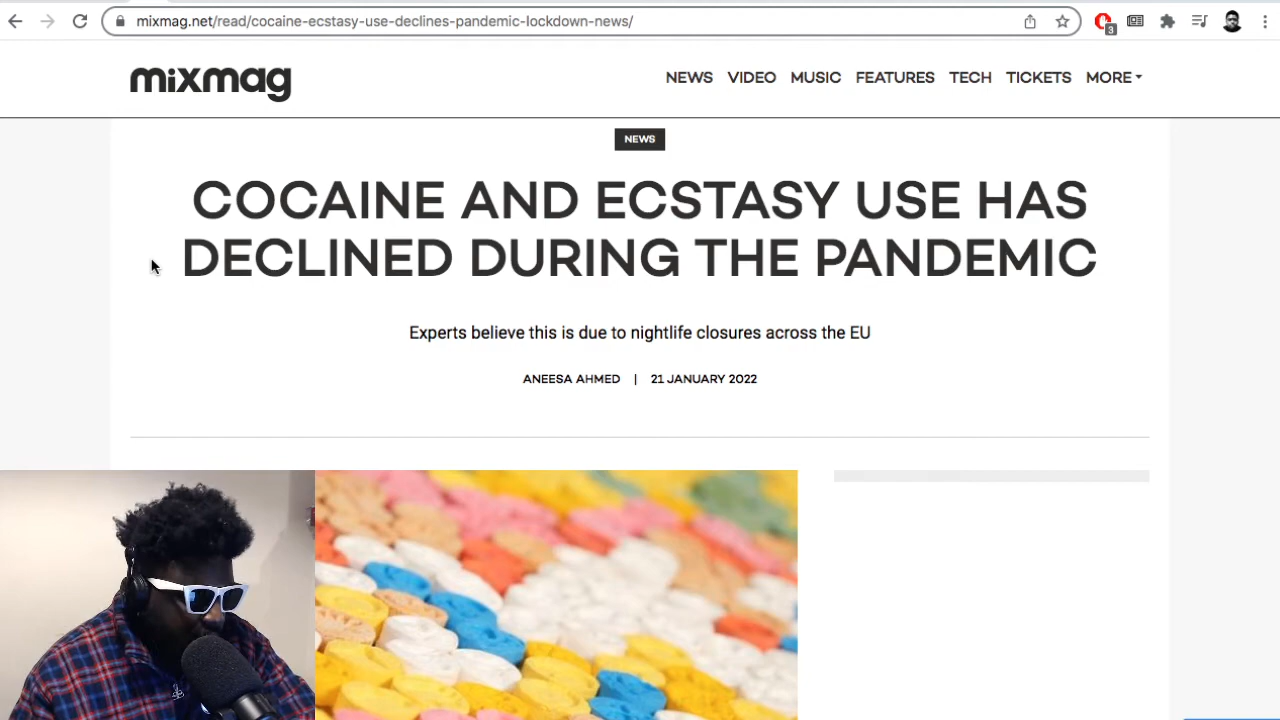 mixmag.net/read/cocaine-ecstasy-use-declines-pandemic-lockdown-news/
3
mixmag
NEWS VIDEO MUSIC FEATURES TECH TICKETS MORE
NEWS
COCAINE AND ECSTASY USE HAS
DECLINED DURING THE PANDEMIC
Experts believe this is due to nightlife closures across the EU
ANEESA AHMED | 21 JANUARY 2022